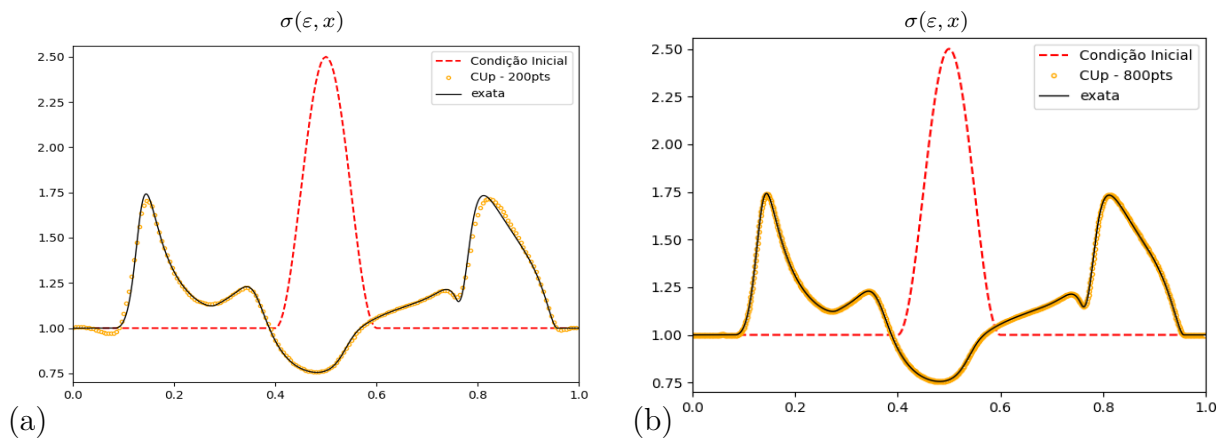 σ(ε, x)
2.50
2.25
2.00
1.75
1.50
1.25
1.00
0.75
0.0 0.2 0.4 0.6 0.8 1.0
Condição Inicial
CUp - 200pts
exata
(a)
σ(ε, x)
2.50
2.25
2.00
1.75
1.50
1.25
1.00
0.75
0.0 0.2 0.4 0.6 0.8 1.0
Condição Inicial
CUp - 800pts
exata
(b)